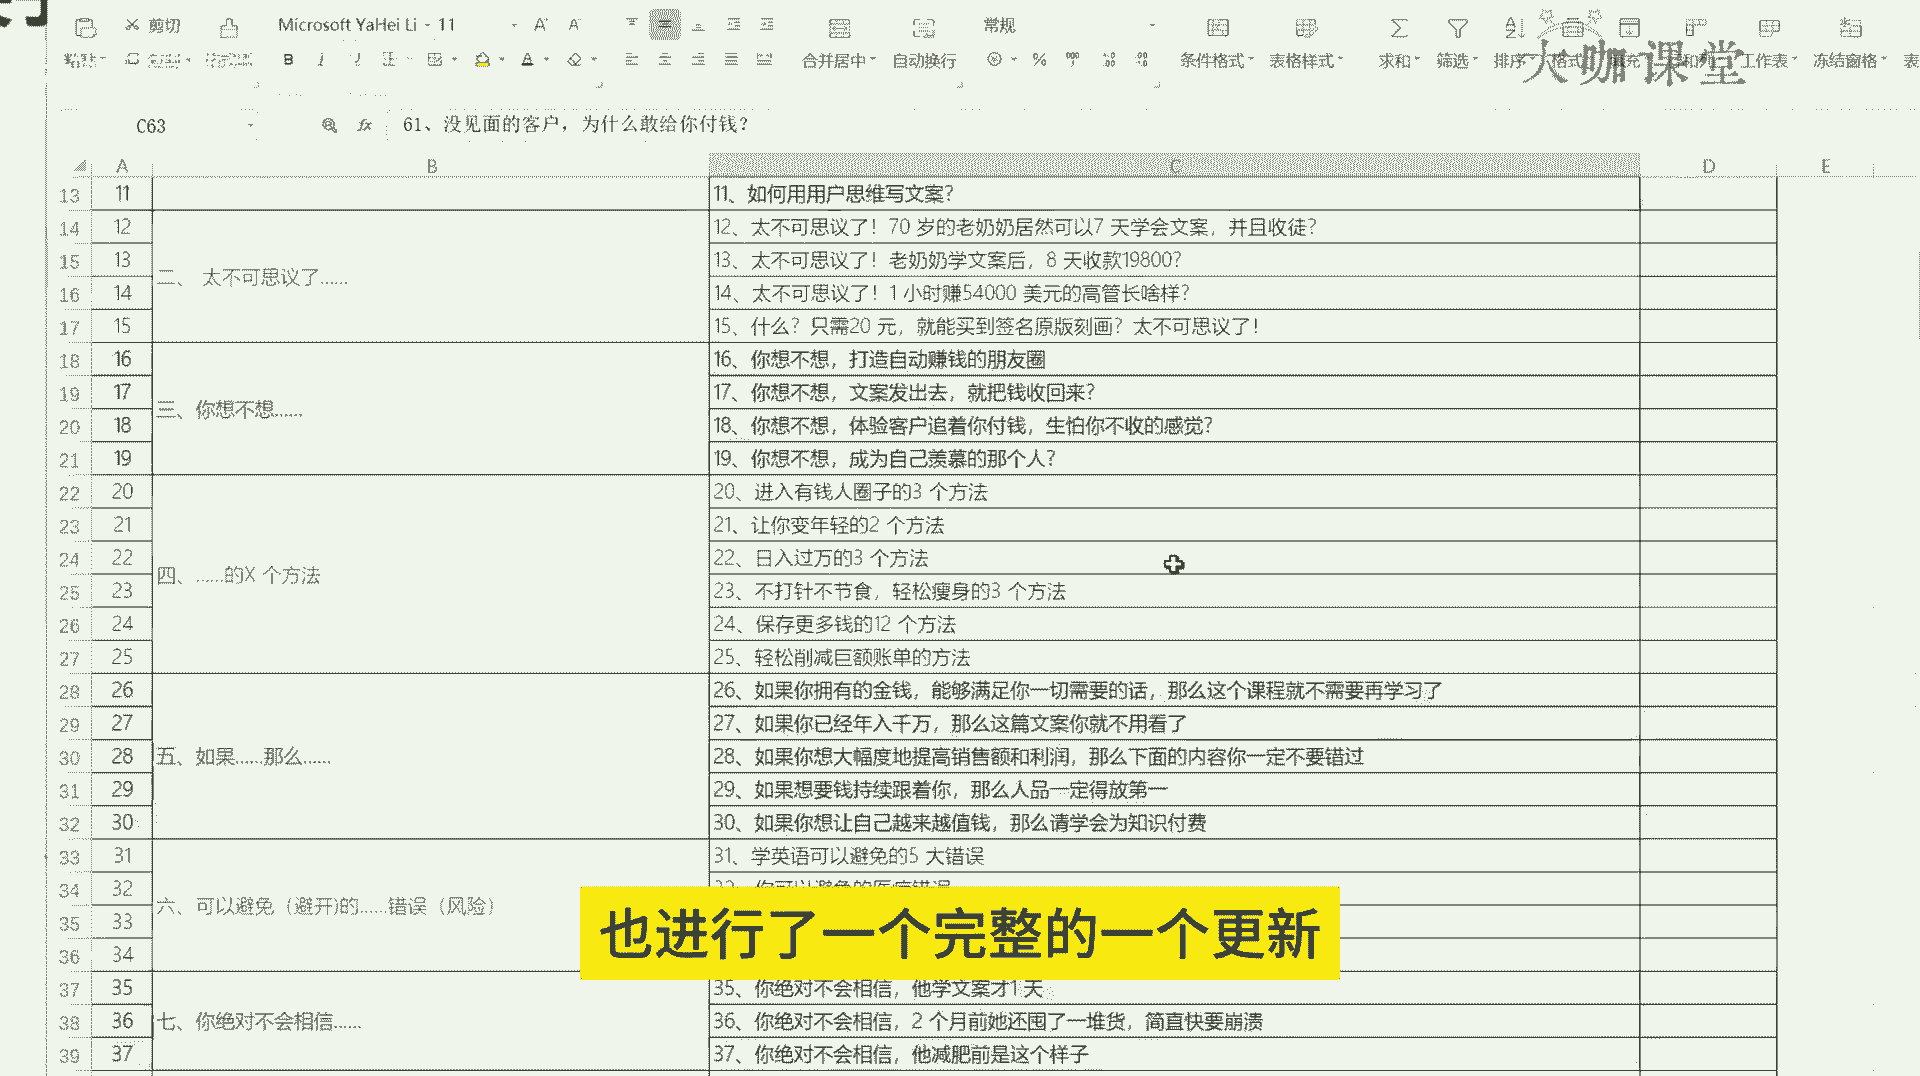 剪切 Microsoft YaHei Li 11 A A 常规
B I 合并居中 自动换行 % 条件格式 表格样式 求和 筛选 排序 格式 填充 工作表 冻结窗格 表
大咖课堂
C63 fx 61、没见面的客户，为什么敢给你付钱？
A B C D E
13 11 11、如何用用户思维写文案？
14 12 12、太不可思议了！70 岁的老奶奶居然可以7 天学会文案，并且收徒？
15 13 13、太不可思议了！老奶奶学文案后，8 天收款19800？
二、 太不可思议了……
16 14 14、太不可思议了！1 小时赚54000 美元的高管长啥样？
17 15 15、什么？只需20 元，就能买到签名原版刻画？太不可思议了！
18 16 16、你想不想，打造自动赚钱的朋友圈
19 17 17、你想不想，文案发出去，就把钱收回来？
三、你想不想……
20 18 18、你想不想，体验客户追着你付钱，生怕你不收的感觉？
21 19 19、你想不想，成为自己羡慕的那个人？
22 20 20、进入有钱人圈子的3 个方法
23 21 21、让你变年轻的2 个方法
24 22 22、日入过万的3 个方法
四、……的X 个方法
25 23 23、不打针不节食，轻松瘦身的3 个方法
26 24 24、保存更多钱的12 个方法
27 25 25、轻松削减巨额账单的方法
28 26 26、如果你拥有的金钱，能够满足你一切需要的话，那么这个课程就不需要再学习了
29 27 27、如果你已经年入千万，那么这篇文案你就不用看了
30 28 五、如果……那么…… 28、如果你想大幅度地提高销售额和利润，那么下面的内容你一定不要错过
31 29 29、如果想要钱持续跟着你，那么人品一定得放第一
32 30 30、如果你想让自己越来越值钱，那么请学会为知识付费
33 31 31、学英语可以避免的5 大错误
34 32
六、可以避免（避开)的……错误（风险）
35 33
也进行了一个完整的一个更新
36 34
37 35 35、你绝对不会相信，他学文案才1 天
38 36 七、你绝对不会相信…… 36、你绝对不会相信，2 个月前她还囤了一堆货，简直快要崩溃
39 37 37、你绝对不会相信，他减肥前是这个样子